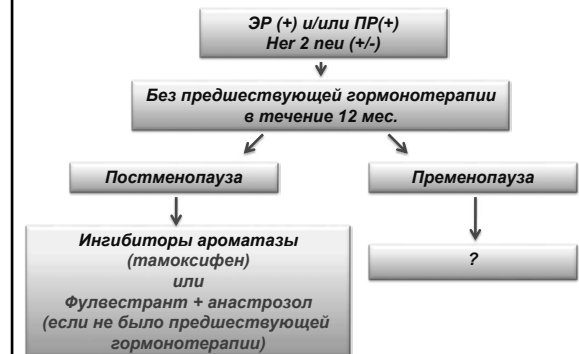 ЭР (+) и/или ПР(+)
Her 2 neu (+/-)
Без предшествующей гормонотерапии
в течение 12 мес.
Постменопауза
Пременопауза
Ингибиторы ароматазы
(тамоксифен)
или
Фулвестрант + анастрозол
(если не было предшествующей
гормонотерапии)
?